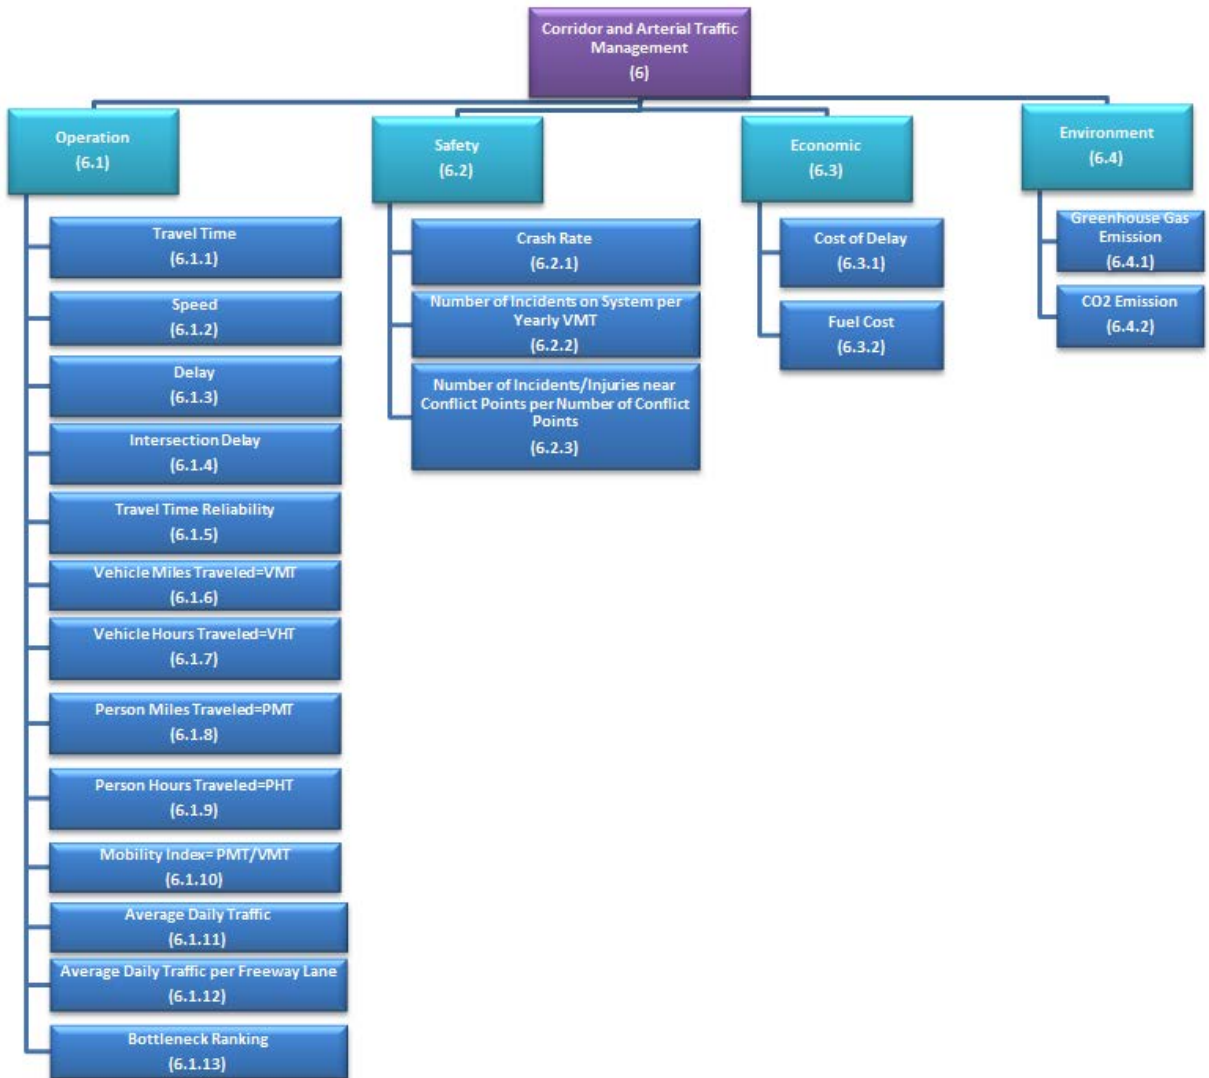 Corridor and Arterial Traffic
Management
(6)
Operation
(6.1)
Travel Time
(6.1.1)
Speed
(6.1.2)
Delay
(6.1.3)
Intersection Delay
(6.1.4)
Travel Time Reliability
(6.1.5)
Vehicle Miles Traveled=VMT
(6.1.6)
Vehicle Hours Traveled=VHT
(6.1.7)
Person Miles Traveled=PMT
(6.1.8)
Person Hours Traveled=PHT
(6.1.9)
Mobility Index= PMT/VMT
(6.1.10)
Average Daily Traffic
(6.1.11)
Average Daily Traffic per Freeway Lane
(6.1.12)
Bottleneck Ranking
(6.1.13)
Safety
(6.2)
Crash Rate
(6.2.1)
Number of Incidents on System per
Yearly VMT
(6.2.2)
Number of Incidents/Injuries near
Conflict Points per Number of Conflict
Points
(6.2.3)
Economic
(6.3)
Cost of Delay
(6.3.1)
Fuel Cost
(6.3.2)
Environment
(6.4)
Greenhouse Gas
Emission
(6.4.1)
CO2 Emission
(6.4.2)